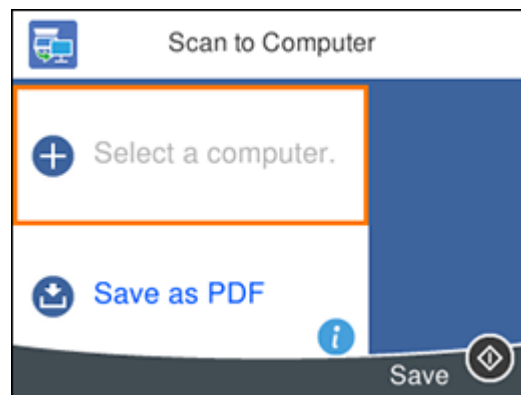 Scan to Computer
Select a computer.
Save as PDF
i
Save